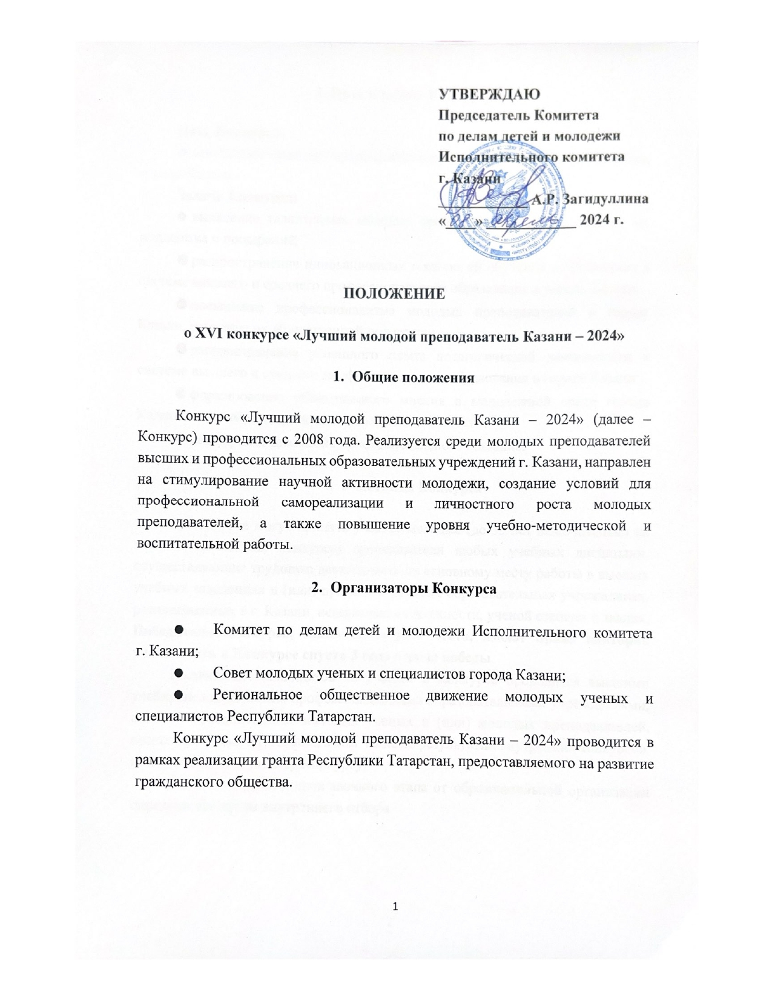 УТВЕРЖДАЮ
Председатель Комитета
по делам детей и молодежи
Исполнительного комитета
г. Казани
А.Р. Загидуллина
«08» апреля 2024 г.
ПОЛОЖЕНИЕ
о XVI конкурсе «Лучший молодой преподаватель Казани – 2024»
1. Общие положения
Конкурс «Лучший молодой преподаватель Казани – 2024» (далее –
Конкурс) проводится с 2008 года. Реализуется среди молодых преподавателей
высших и профессиональных образовательных учреждений г. Казани, направлен
на стимулирование научной активности молодежи, создание условий для
профессиональной самореализации и личностного роста молодых
преподавателей, а также повышение уровня учебно-методической и
воспитательной работы.
2. Организаторы Конкурса
● Комитет по делам детей и молодежи Исполнительного комитета
г. Казани;
● Совет молодых ученых и специалистов города Казани;
● Региональное общественное движение молодых ученых и
специалистов Республики Татарстан.
Конкурс «Лучший молодой преподаватель Казани – 2024» проводится в
рамках реализации гранта Республики Татарстан, предоставляемого на развитие
гражданского общества.
1